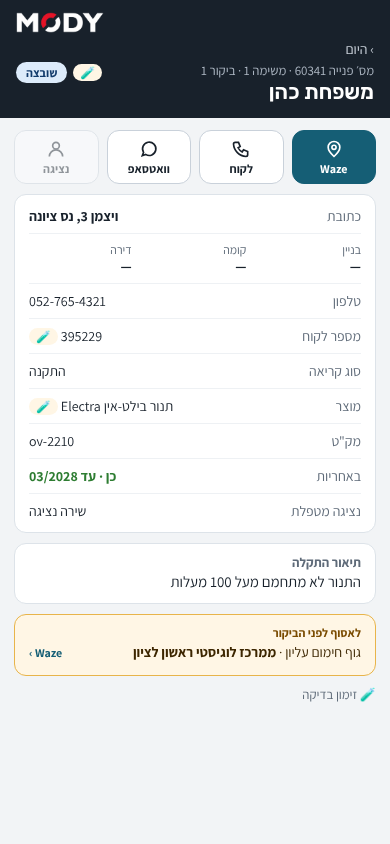 MODY
‹ היום
מס׳ פנייה 60341 · משימה 1 · ביקור 1
משפחת כהן
🧪 שובצה
Waze
לקוח
וואטסאפ
נציגה
כתובת ויצמן 3, נס ציונה
בניין קומה דירה
— — —
טלפון 052-765-4321
מספר לקוח 395229 🧪
סוג קריאה התקנה
מוצר תנור בילט-אין Electra 🧪
מק"ט ov-2210
באחריות כן · עד 03/2028
נציגה מטפלת שירה נציגה
תיאור התקלה
התנור לא מתחמם מעל 100 מעלות
לאסוף לפני הביקור
גוף חימום עליון · ממרכז לוגיסטי ראשון לציון Waze ‹
🧪 זימון בדיקה